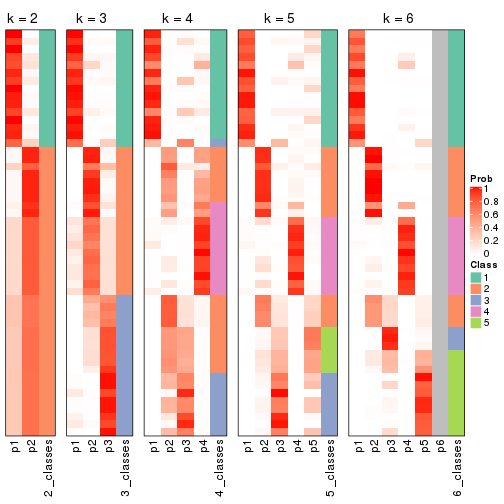 k = 2
k = 3
k = 4
k = 5
k = 6
p1
p2
2_classes
p1
p2
p3
3_classes
p1
p2
p3
p4
4_classes
p1
p2
p3
p4
p5
5_classes
p1
p2
p3
p4
p5
p6
6_classes
Prob
1
0.8
0.6
0.4
0.2
0
Class
1
2
3
4
5